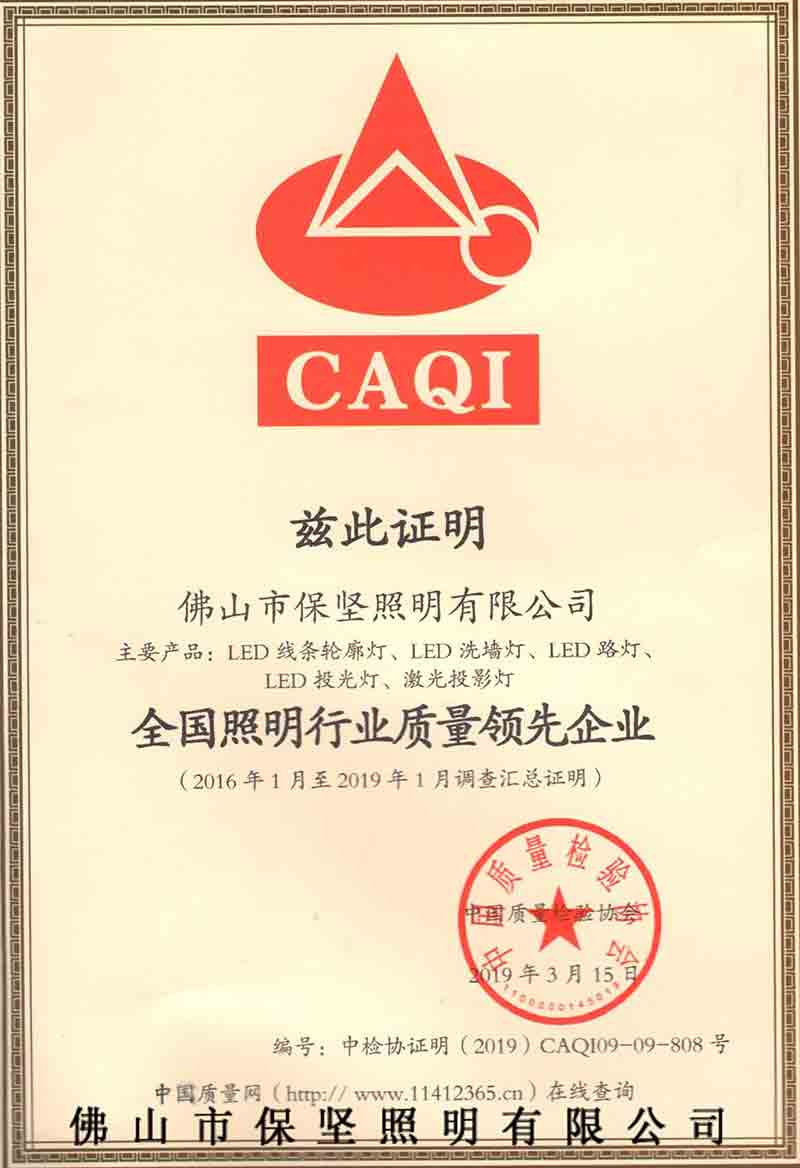 CAQI
兹此证明
佛山市保坚照明有限公司
主要产品：LED 线条轮廓灯、LED 洗墙灯、LED 路灯、
LED 投光灯、激光投影灯
全国照明行业质量领先企业
（2016 年 1 月至 2019 年 1 月调查汇总证明）
中国质量检验协会
中国质量检验协会
2019 年 3 月 15 日
编号：中检协证明（2019）CAQI09-09-808 号
中国质量网（http:// www.11412365.cn）在线查询
佛山市保坚照明有限公司